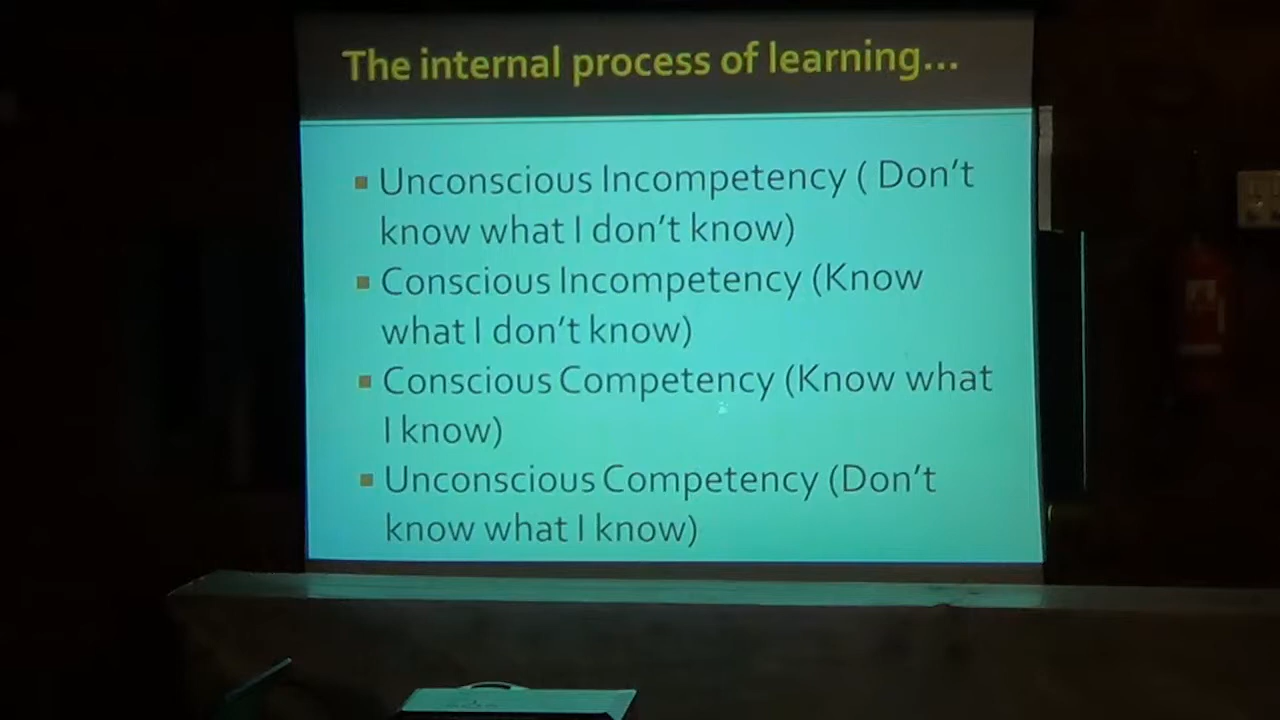 The internal process of learning...
▪ Unconscious Incompetency ( Don't
know what I don't know)
▪ Conscious Incompetency (Know
what I don't know)
▪ Conscious Competency (Know what
I know)
▪ Unconscious Competency (Don't
know what I know)